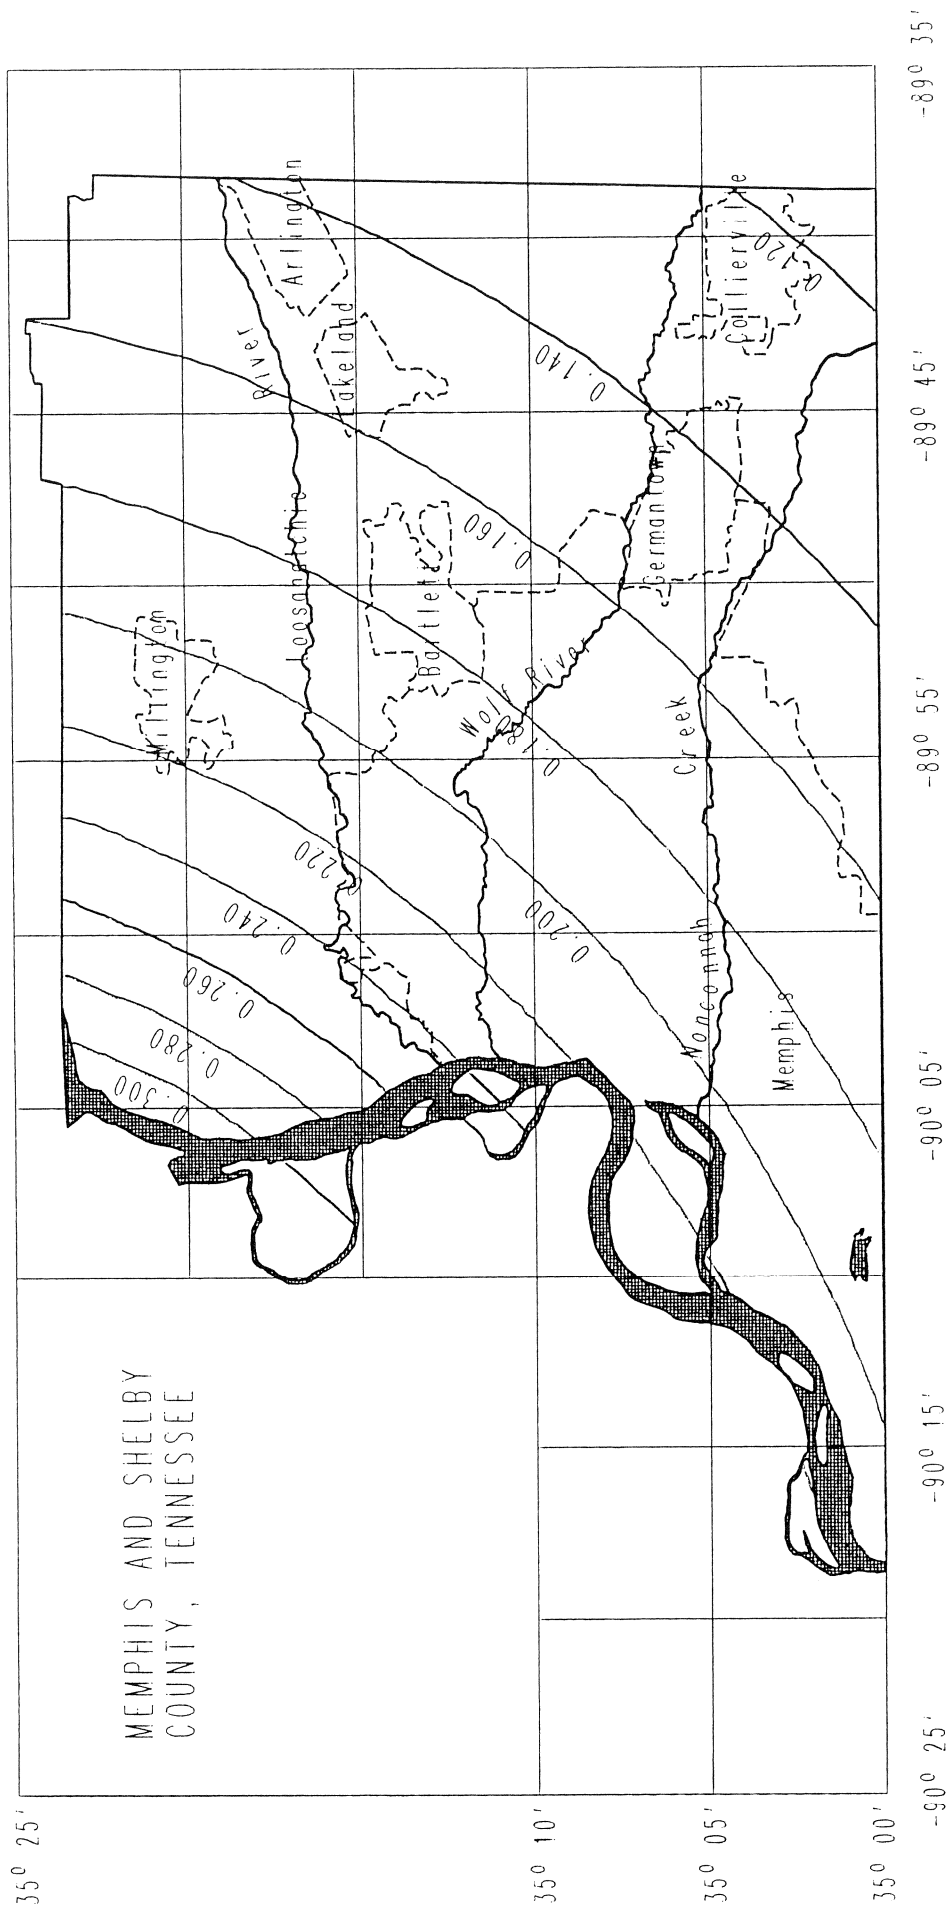 MEMPHIS AND SHELBY
COUNTY, TENNESSEE
35° 25'
35° 10'
35° 05'
35° 00'
-90° 25'
-90° 15'
-90° 05'
-89° 55'
-89° 45'
-89° 35'
0.300
0.280
0.260
0.240
0.220
0.200
0.18
0.160
0.140
0.120
Millington
Loosahatchie
River
Arlington
Lakeland
Bartlett
Wolf River
Germantown
Collierville
Nonconnah
Creek
Memphis